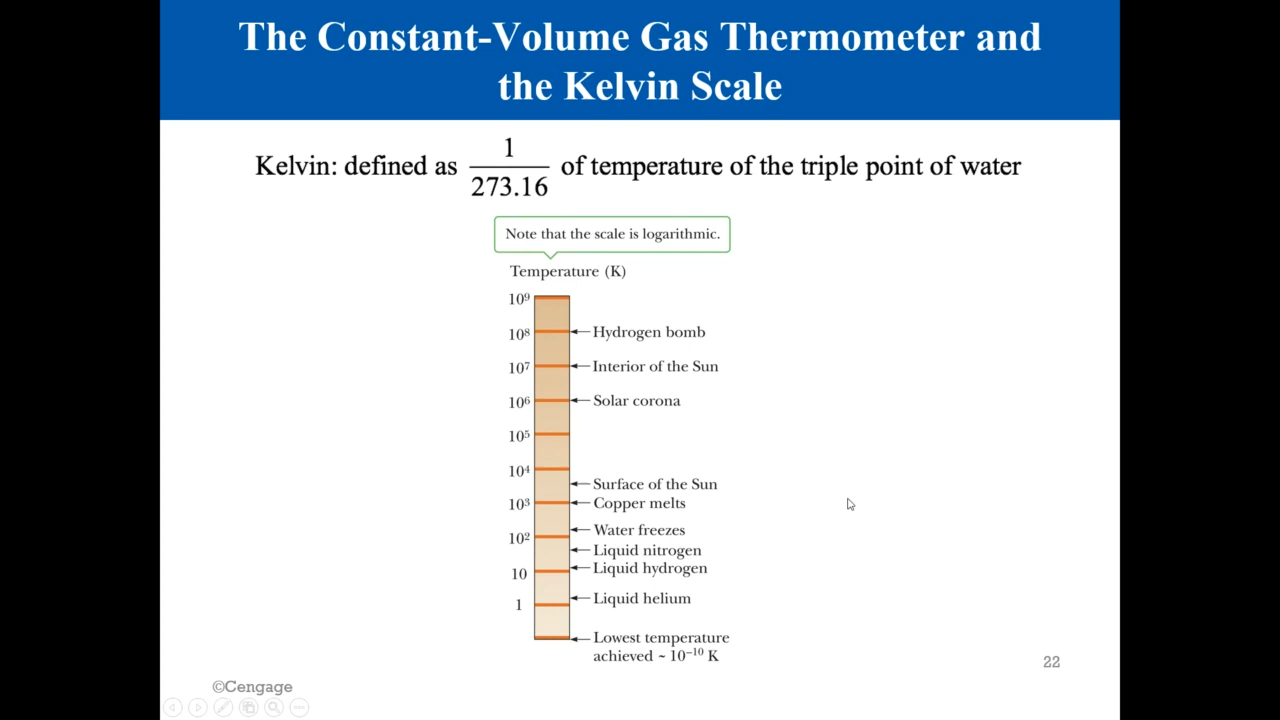 The Constant-Volume Gas Thermometer and
the Kelvin Scale
Kelvin: defined as 1/273.16 of temperature of the triple point of water
Note that the scale is logarithmic.
Temperature (K)
10⁹
10⁸ Hydrogen bomb
10⁷ Interior of the Sun
10⁶ Solar corona
10⁵
10⁴
Surface of the Sun
10³ Copper melts
Water freezes
10²
Liquid nitrogen
Liquid hydrogen
10
Liquid helium
1
Lowest temperature
achieved ~ 10⁻¹⁰ K
22
©Cengage